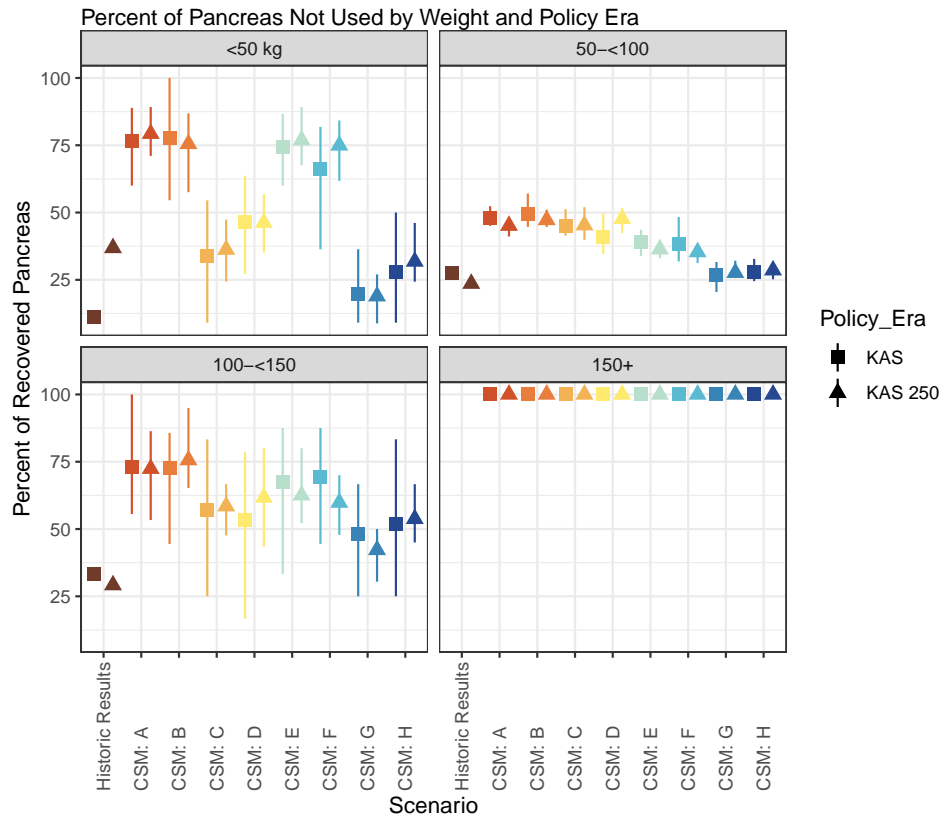 Percent of Pancreas Not Used by Weight and Policy Era
<50 kg
50−<100
100
75
50
25
100−<150
150+
100
75
50
25
Percent of Recovered Pancreas
Historic Results
CSM: A
CSM: B
CSM: C
CSM: D
CSM: E
CSM: F
CSM: G
CSM: H
Historic Results
CSM: A
CSM: B
CSM: C
CSM: D
CSM: E
CSM: F
CSM: G
CSM: H
Scenario
Policy_Era
KAS
KAS 250